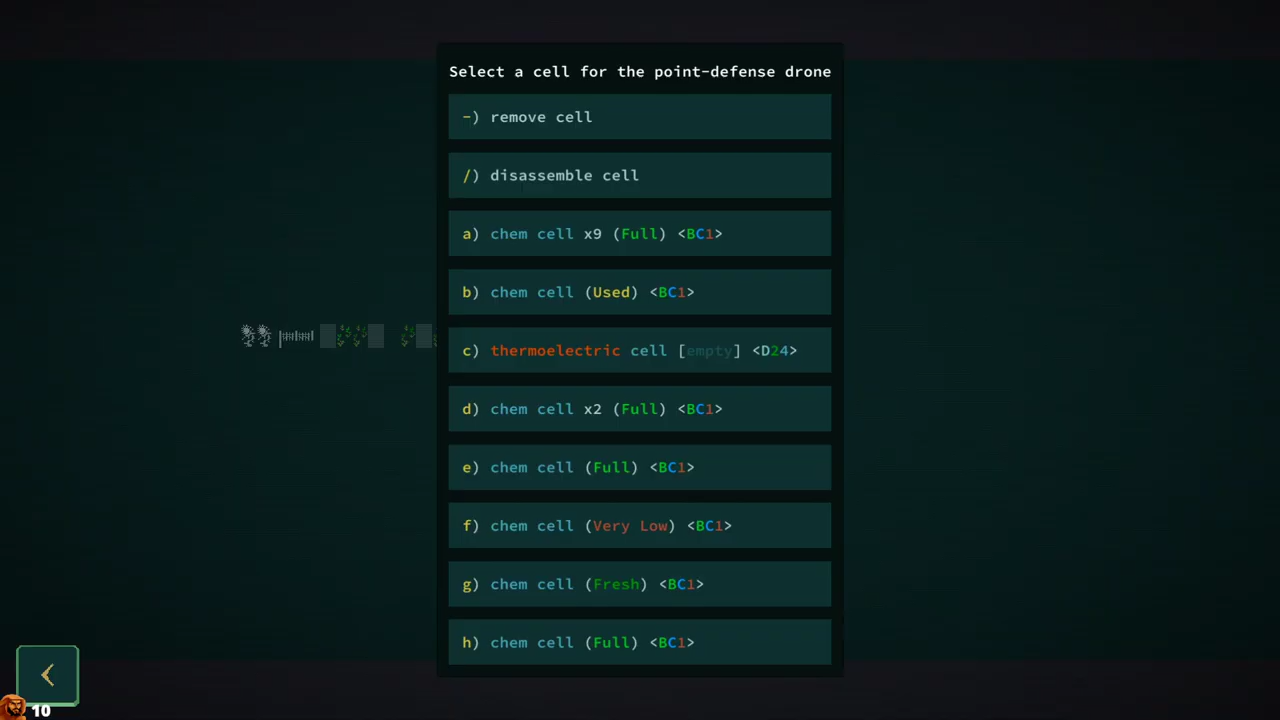 Select a cell for the point-defense drone
-) remove cell
/) disassemble cell
a) chem cell x9 (Full) <BC1>
b) chem cell (Used) <BC1>
c) thermoelectric cell [empty] <D24>
d) chem cell x2 (Full) <BC1>
e) chem cell (Full) <BC1>
f) chem cell (Very Low) <BC1>
g) chem cell (Fresh) <BC1>
h) chem cell (Full) <BC1>
10